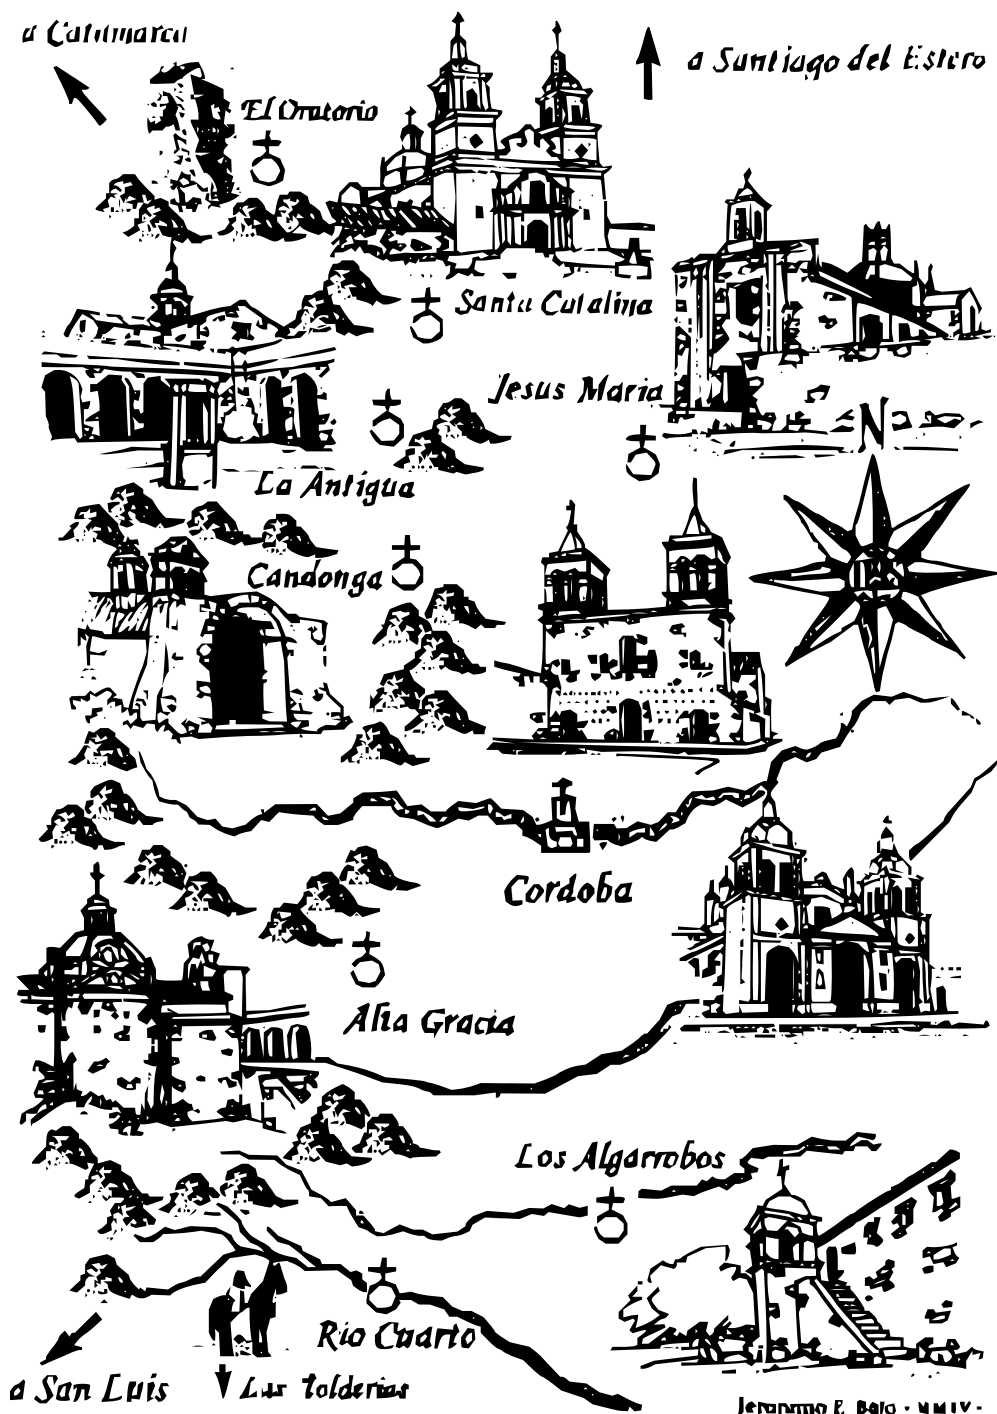 a Catamarca
a Santiago del Estero
El Oratorio
Santa Catalina
Jesus Maria
N
La Antigua
Candonga
Cordoba
Alta Gracia
Los Algarrobos
Rio Cuarto
a San Luis
Las tolderias